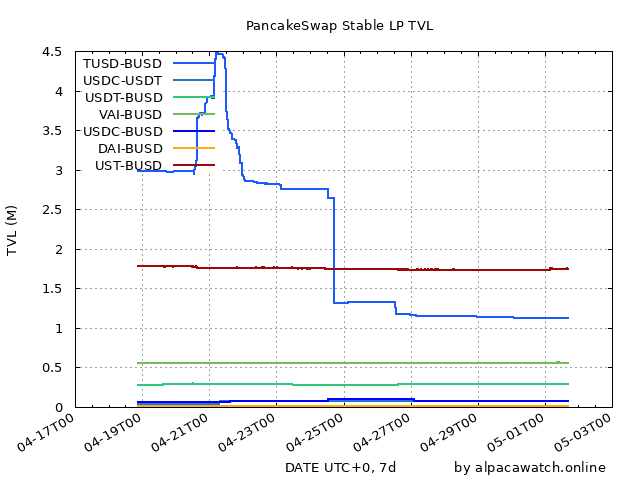 PancakeSwap Stable LP TVL
4.5
4
3.5
3
2.5
2
1.5
1
0.5
0
TVL (M)
TUSD-BUSD
USDC-USDT
USDT-BUSD
VAI-BUSD
USDC-BUSD
DAI-BUSD
UST-BUSD
04-17T00
04-19T00
04-21T00
04-23T00
04-25T00
04-27T00
04-29T00
05-01T00
05-03T00
DATE UTC+0, 7d
by alpacawatch.online